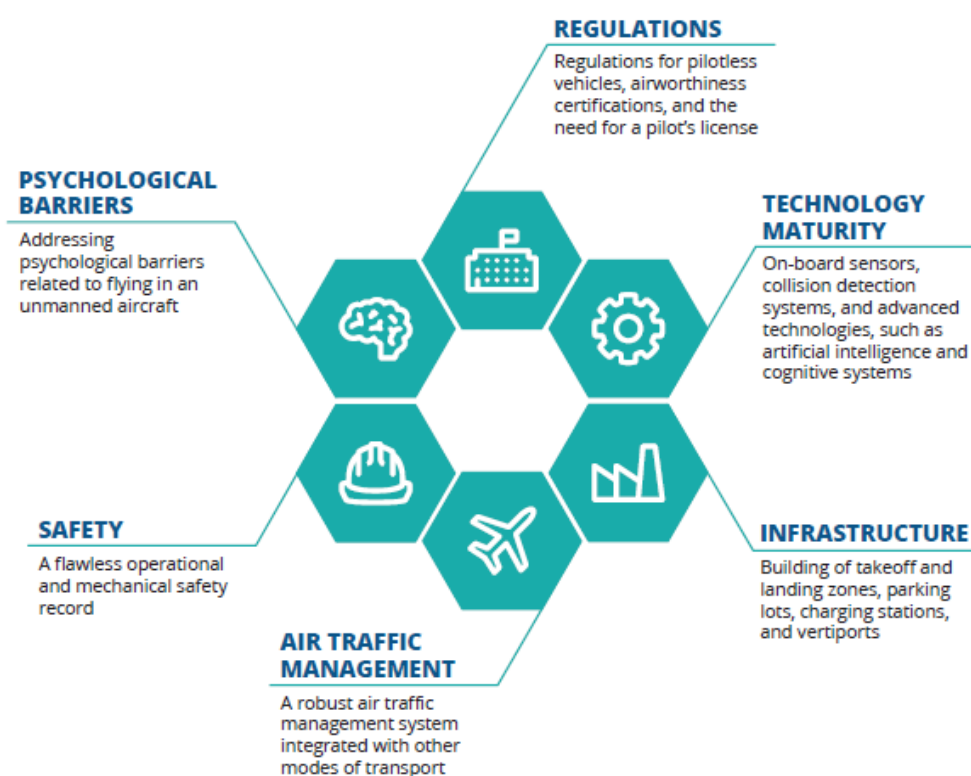 REGULATIONS
Regulations for pilotless
vehicles, airworthiness
certifications, and the
need for a pilot's license
PSYCHOLOGICAL
BARRIERS
Addressing
psychological barriers
related to flying in an
unmanned aircraft
TECHNOLOGY
MATURITY
On-board sensors,
collision detection
systems, and advanced
technologies, such as
artificial intelligence and
cognitive systems
SAFETY
A flawless operational
and mechanical safety
record
INFRASTRUCTURE
Building of takeoff and
landing zones, parking
lots, charging stations,
and vertiports
AIR TRAFFIC
MANAGEMENT
A robust air traffic
management system
integrated with other
modes of transport